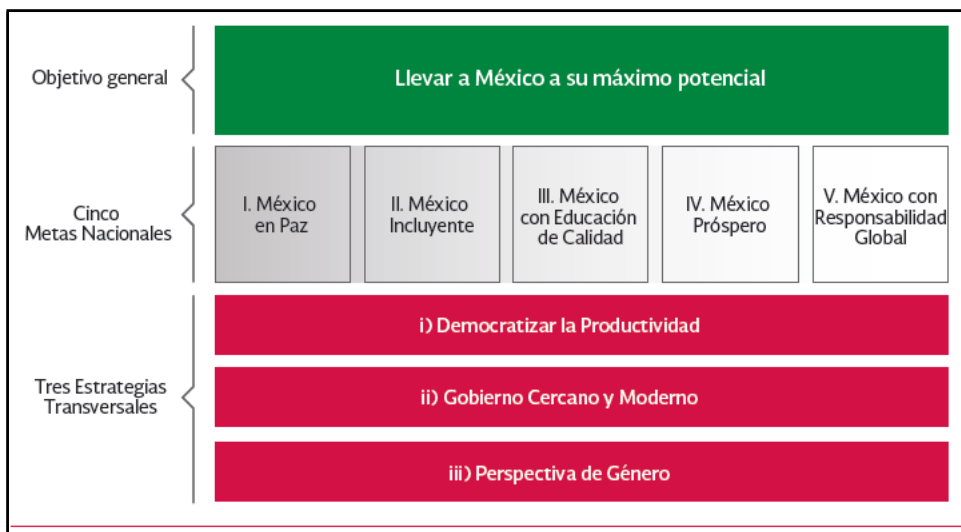 Objetivo general
Llevar a México a su máximo potencial
Cinco
Metas Nacionales
I. México
en Paz
II. México
Incluyente
III. México
con Educación
de Calidad
IV. México
Próspero
V. México con
Responsabilidad
Global
Tres Estrategias
Transversales
i) Democratizar la Productividad
ii) Gobierno Cercano y Moderno
iii) Perspectiva de Género